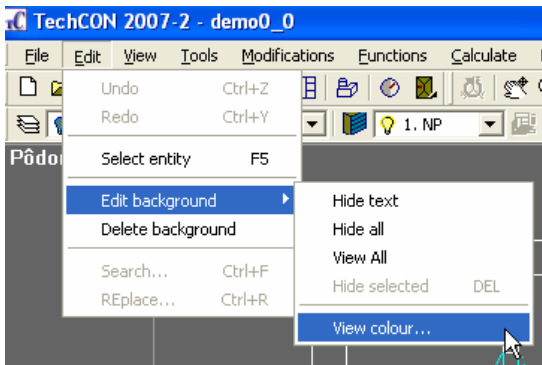 TechCON 2007-2 - demo0_0
File Edit View Tools Modifications Functions Calculate
Undo Ctrl+Z
Redo Ctrl+Y
1. NP
Select entity F5
Edit background
Delete background
Search... Ctrl+F
REplace... Ctrl+R
Hide text
Hide all
View All
Hide selected DEL
View colour...